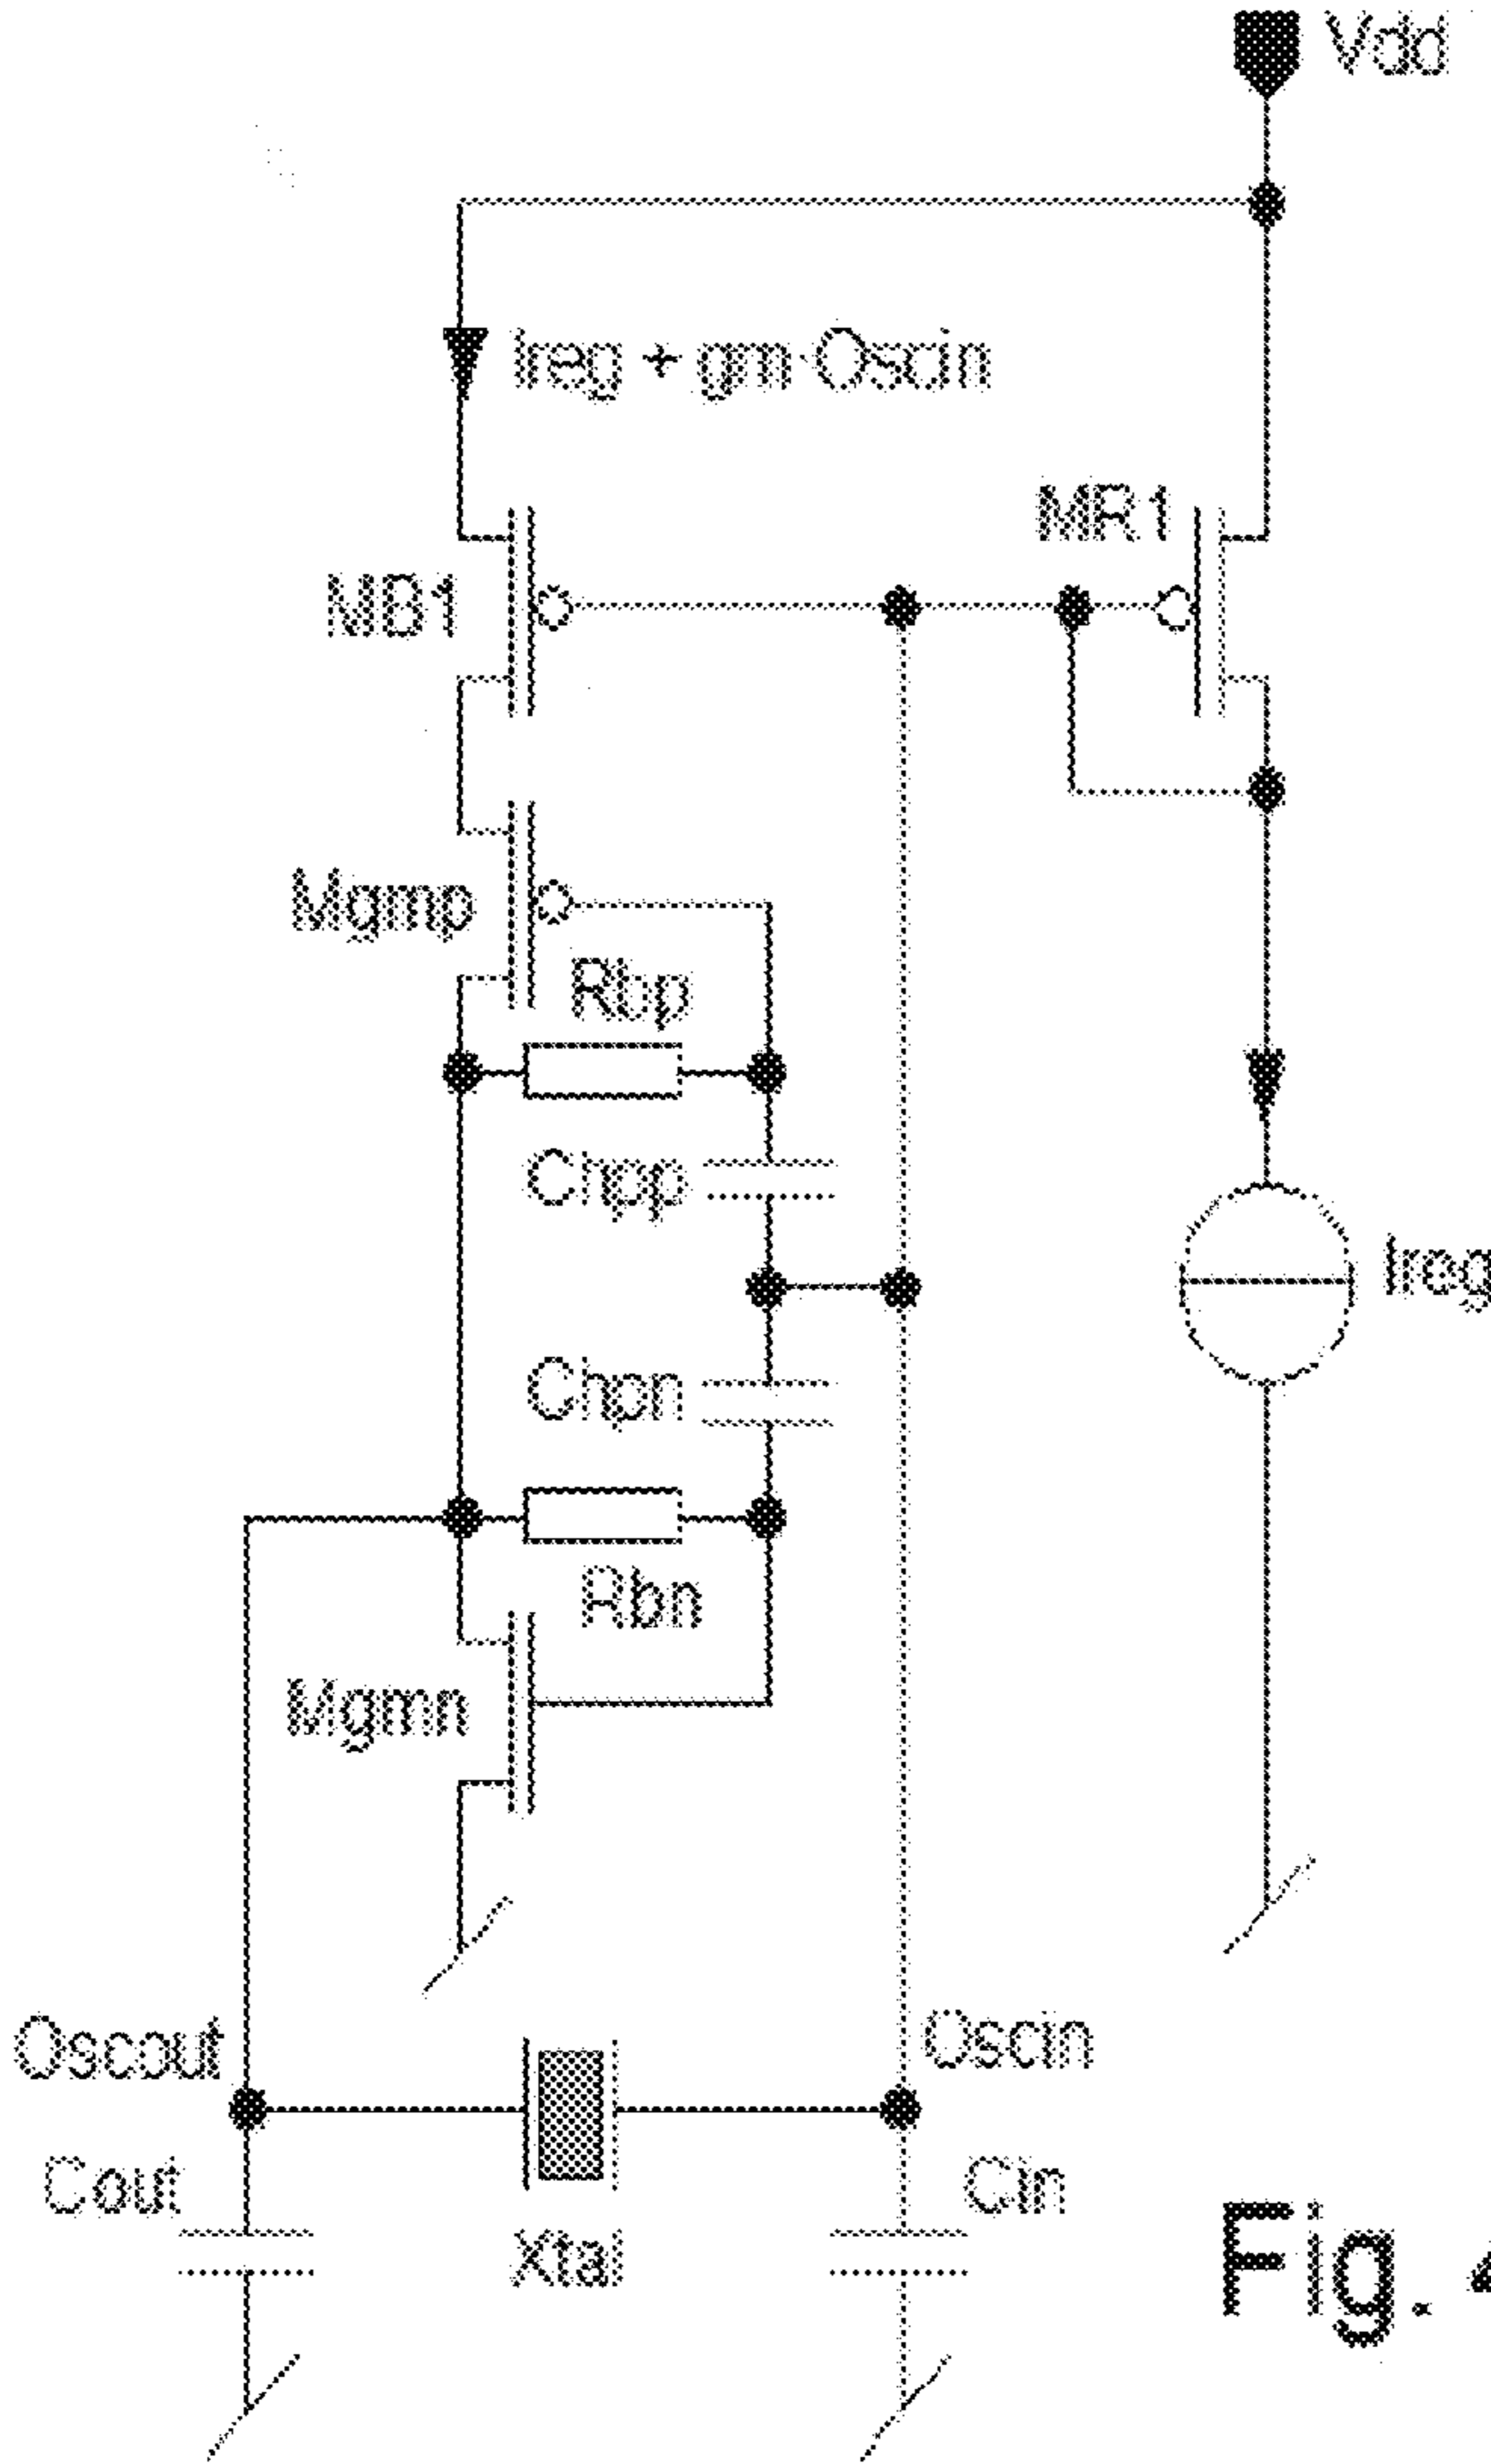 Vdd
Ireg + gm·Oscin
MR1
MB1
Mgmp
Rbp
Chpp
Ireg
Chpn
Rbn
Mgmn
Oscout
Oscin
Cout
Cin
Xtal
Fig.